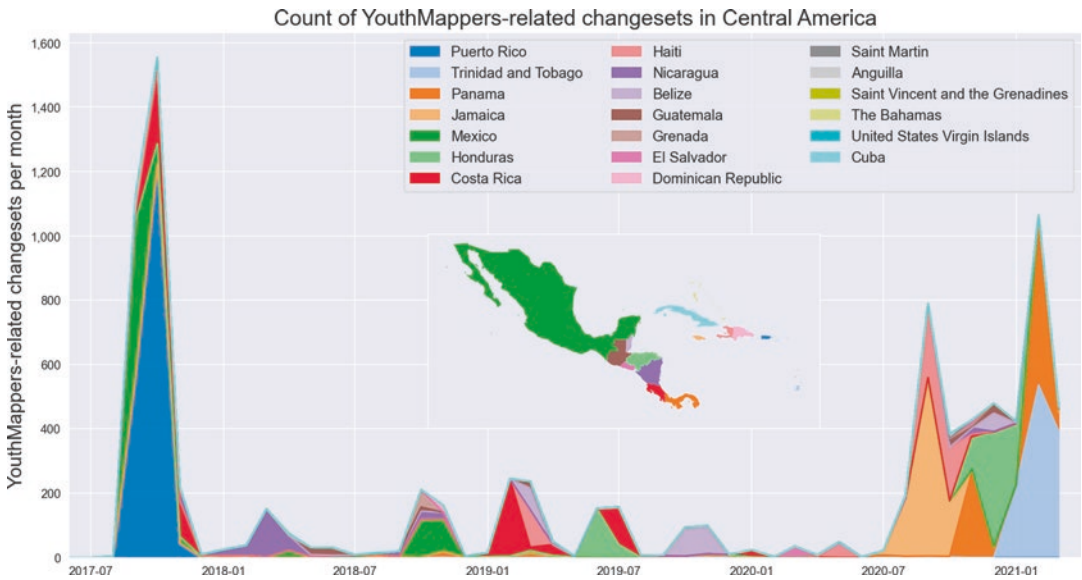 Count of YouthMappers-related changesets in Central America
YouthMappers-related changesets per month
1,600
1,400
1,200
1,000
800
600
400
200
0
Puerto Rico
Trinidad and Tobago
Panama
Jamaica
Mexico
Honduras
Costa Rica
Haiti
Nicaragua
Belize
Guatemala
Grenada
El Salvador
Dominican Republic
Saint Martin
Anguilla
Saint Vincent and the Grenadines
The Bahamas
United States Virgin Islands
Cuba
2017-07
2018-01
2018-07
2019-01
2019-07
2020-01
2020-07
2021-01